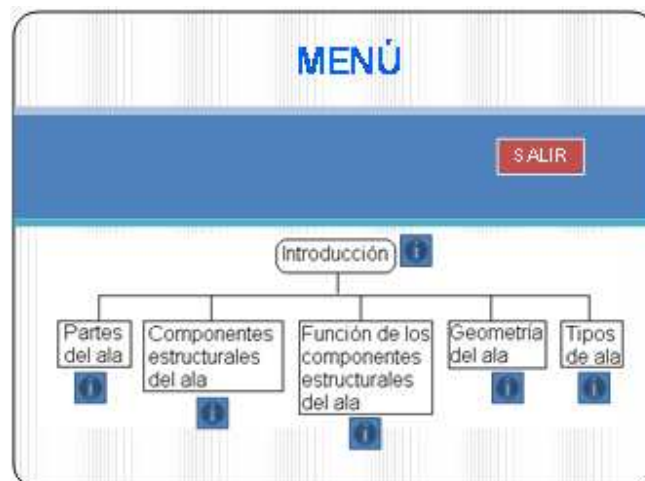 MENÚ
SALIR
Introducción
Partes
del ala
Componentes
estructurales
del ala
Función de los
componentes
estructurales
del ala
Geometría
del ala
Tipos
de ala